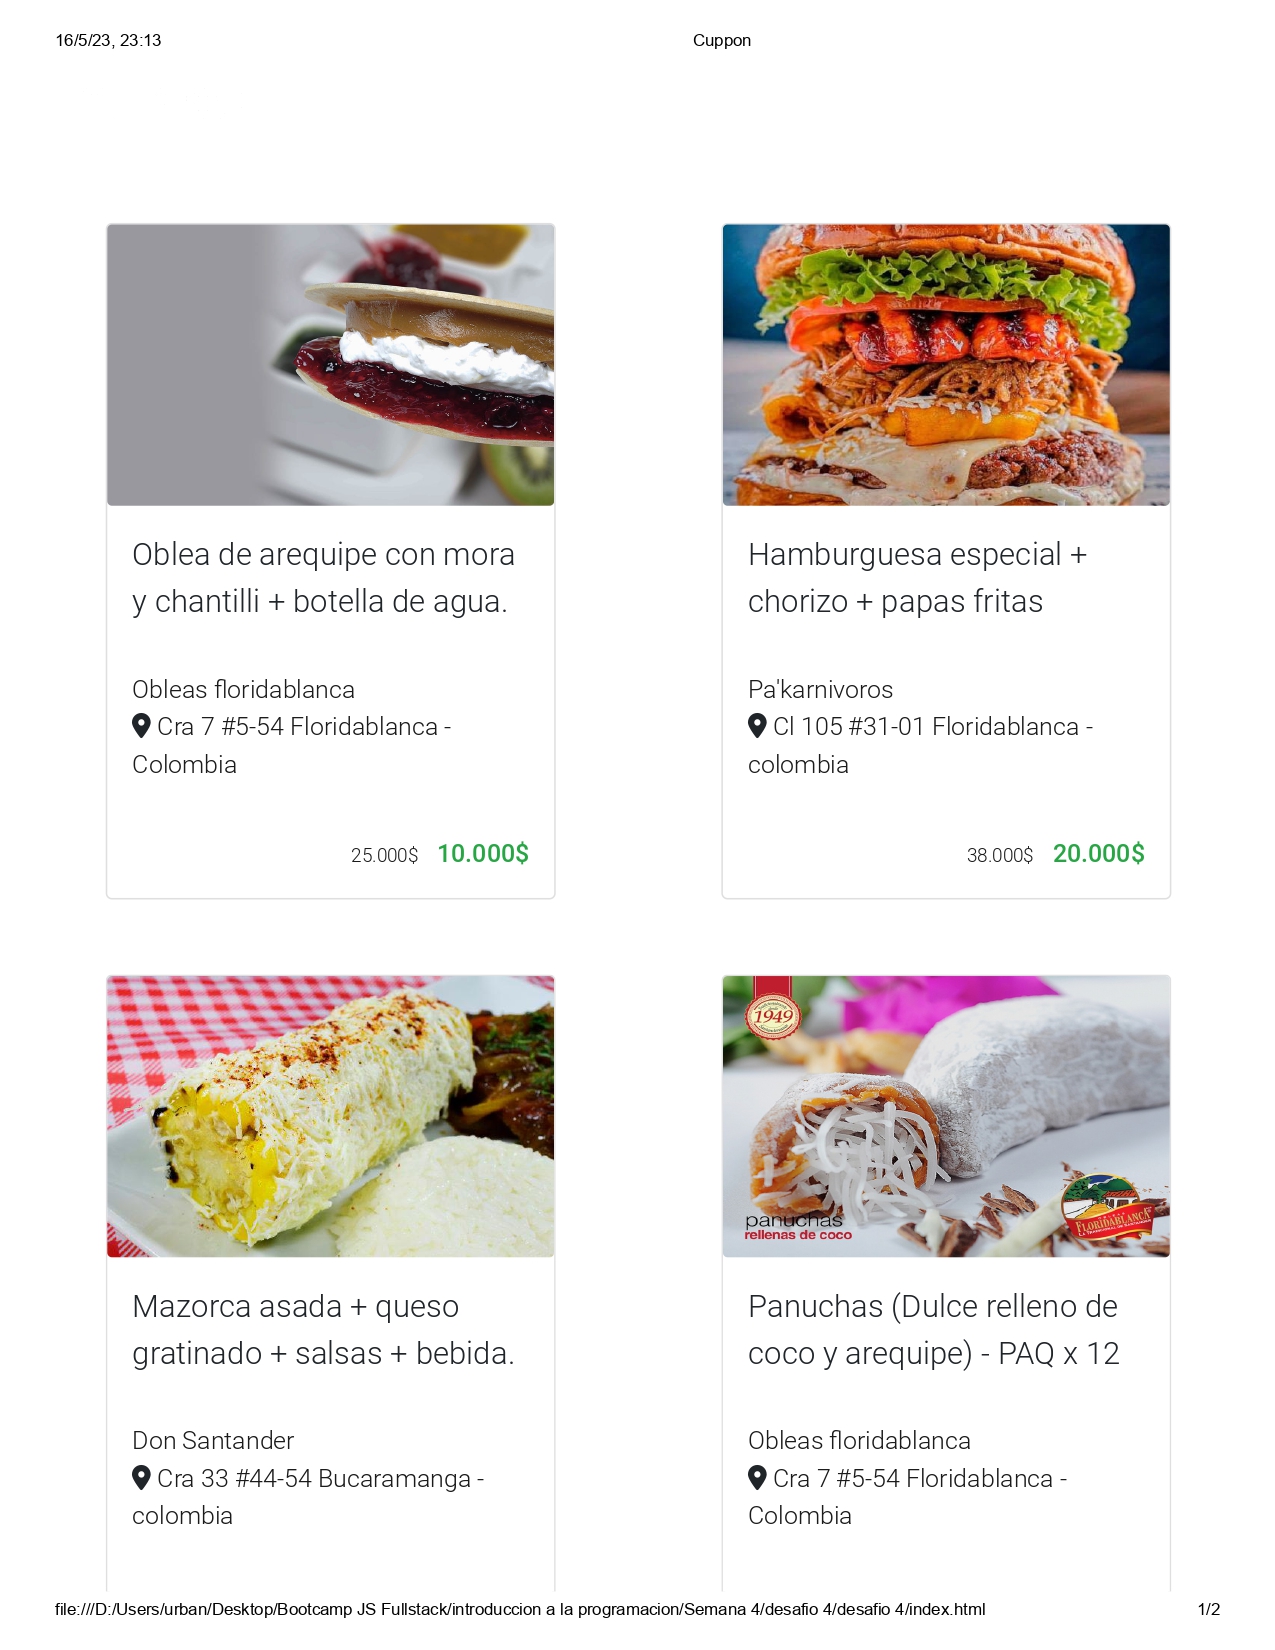 16/5/23, 23:13
Cuppon
Oblea de arequipe con mora
y chantilli + botella de agua.
Obleas floridablanca
Cra 7 #5-54 Floridablanca -
Colombia
25.000$ 10.000$
Hamburguesa especial +
chorizo + papas fritas
Pa'karnivoros
Cl 105 #31-01 Floridablanca -
colombia
38.000$ 20.000$
Mazorca asada + queso
gratinado + salsas + bebida.
Don Santander
Cra 33 #44-54 Bucaramanga -
colombia
1949
panuchas
rellenas de coco
FLORIDABLANCA
Panuchas (Dulce relleno de
coco y arequipe) - PAQ x 12
Obleas floridablanca
Cra 7 #5-54 Floridablanca -
Colombia
file:///D:/Users/urban/Desktop/Bootcamp JS Fullstack/introduccion a la programacion/Semana 4/desafio 4/desafio 4/index.html
1/2